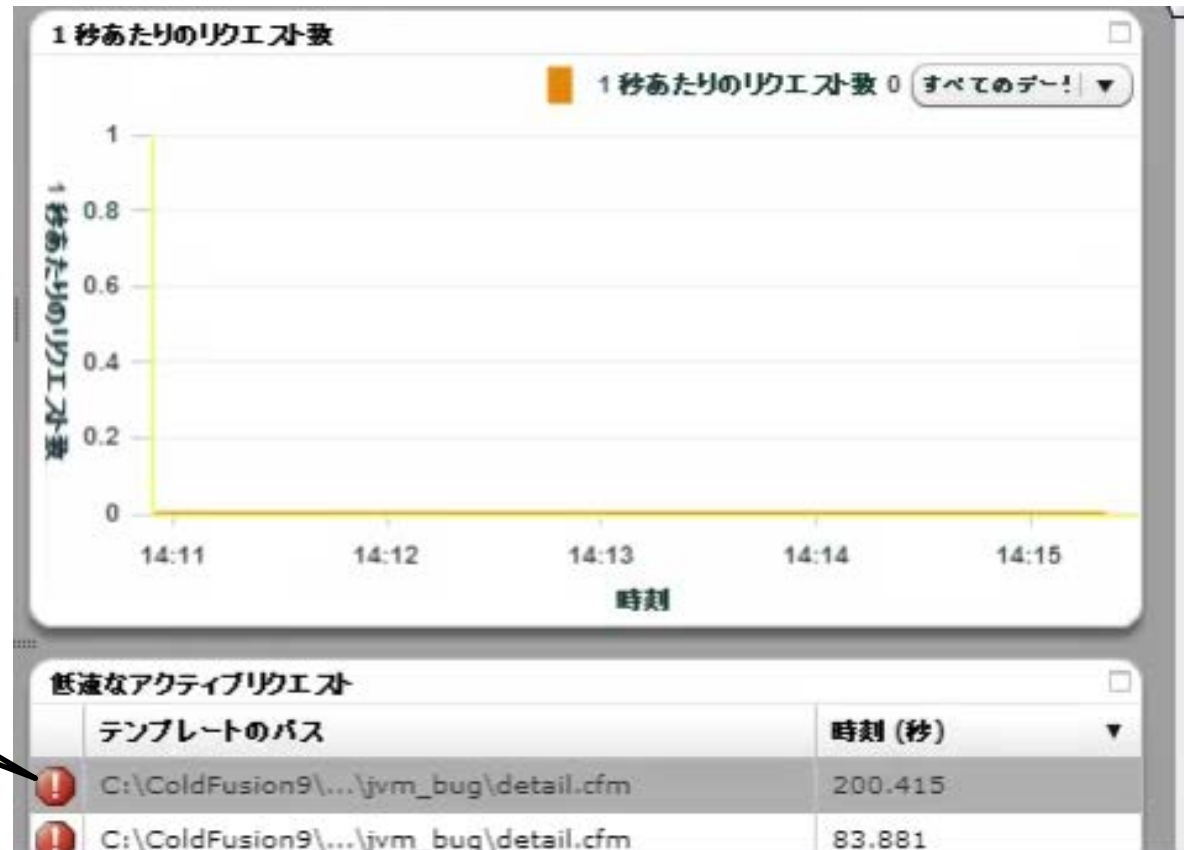 1 秒あたりのリクエスト数
1 秒あたりのリクエスト数 0
すべてのデー
1 秒あたりのリクエスト数
1
0.8
0.6
0.4
0.2
0
14:11 14:12 14:13 14:14 14:15
時刻
低速なアクティブリクエスト
テンプレートのパス 時刻 (秒)
C:\ColdFusion9\...\jvm_bug\detail.cfm 200.415
C:\ColdFusion9\...\jvm_bug\detail.cfm 83.881